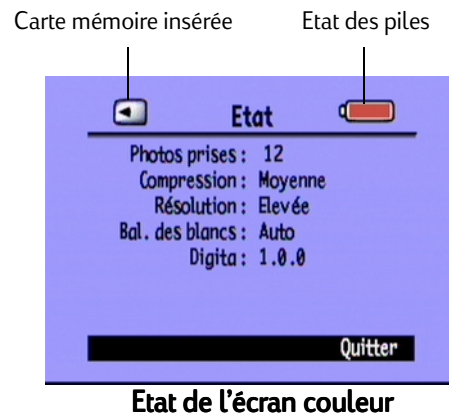 Carte mémoire insérée Etat des piles
Etat
Photos prises : 12
Compression : Moyenne
Résolution : Elevée
Bal. des blancs : Auto
Digita : 1.0.0
Quitter
Etat de l'écran couleur